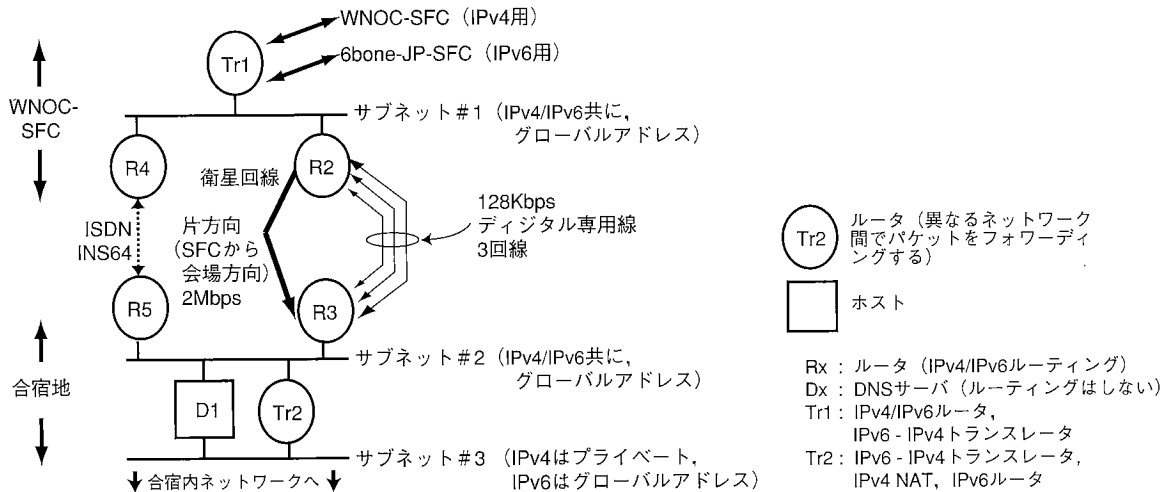 WNOC-SFC (IPv4用)
6bone-JP-SFC (IPv6用)
Tr1
WNOC-
SFC
サブネット#1 (IPv4/IPv6共に,
グローバルアドレス)
R4
R2
衛星回線
ISDN
INS64
片方向
(SFCから
会場方向)
2Mbps
128Kbps
ディジタル専用線
3回線
R5
R3
サブネット#2 (IPv4/IPv6共に,
グローバルアドレス)
合宿地
D1
Tr2
サブネット#3 (IPv4はプライベート,
IPv6はグローバルアドレス)
合宿内ネットワークへ
Tr2
ルータ (異なるネットワーク
間でパケットをフォワーディ
ングする)
ホスト
Rx : ルータ (IPv4/IPv6ルーティング)
Dx : DNSサーバ (ルーティングはしない)
Tr1 : IPv4/IPv6ルータ,
IPv6 - IPv4トランスレータ
Tr2 : IPv6 - IPv4トランスレータ,
IPv4 NAT, IPv6ルータ